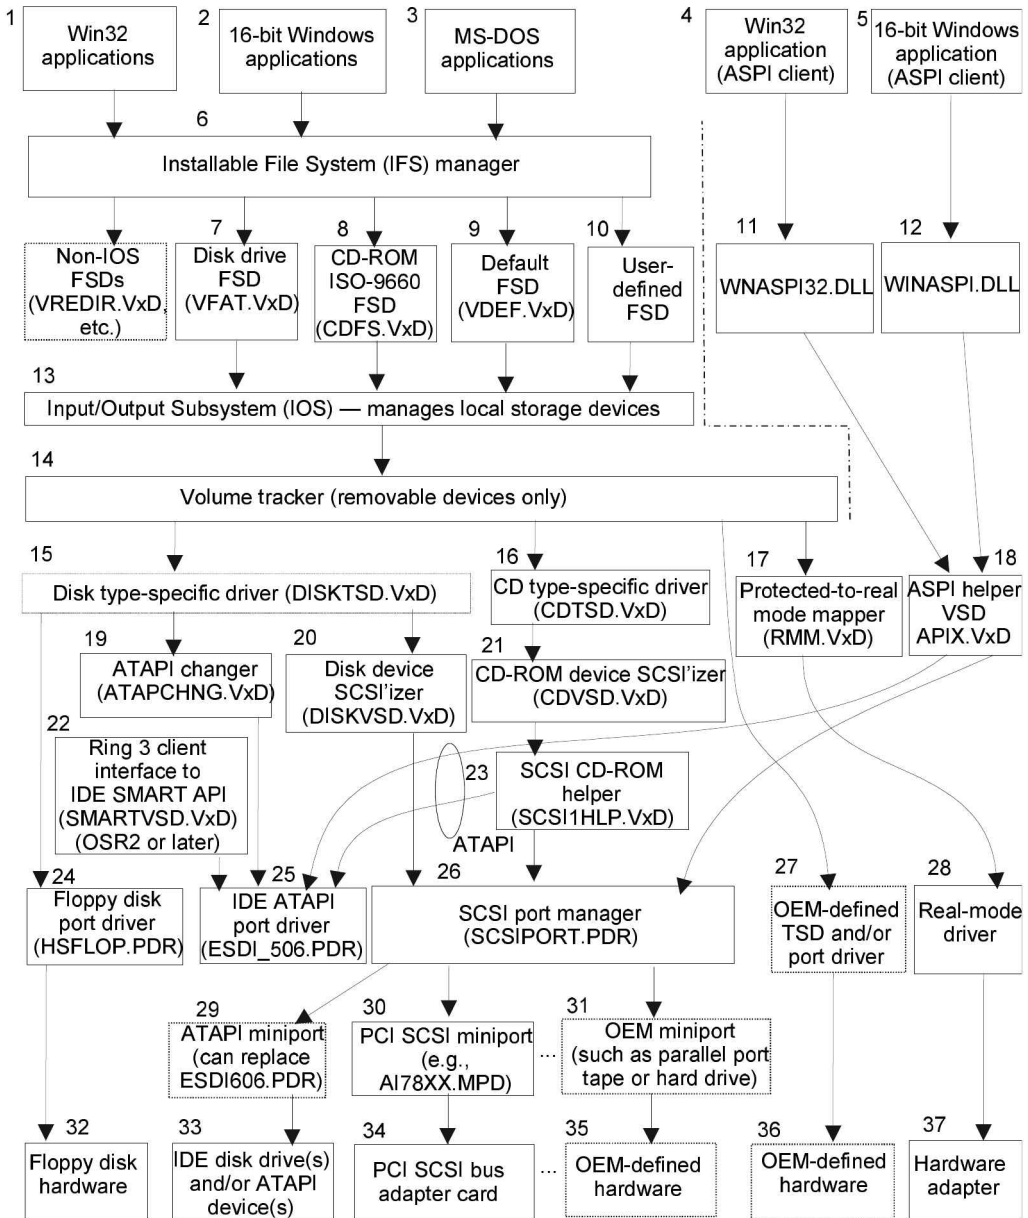 1
Win32
applications
2
16-bit Windows
applications
3
MS-DOS
applications
4
Win32
application
(ASPI client)
5
16-bit Windows
application
(ASPI client)
6
Installable File System (IFS) manager
Non-IOS
FSDs
(VREDIR.VxD,
etc.)
7
Disk drive
FSD
(VFAT.VxD)
8
CD-ROM
ISO-9660
FSD
(CDFS.VxD)
9
Default
FSD
(VDEF.VxD)
10
User-
defined
FSD
11
WNASPI32.DLL
12
WINASPI.DLL
13
Input/Output Subsystem (IOS) — manages local storage devices
14
Volume tracker (removable devices only)
15
Disk type-specific driver (DISKTSD.VxD)
16
CD type-specific driver
(CDTSD.VxD)
17
Protected-to-real
mode mapper
(RMM.VxD)
18
ASPI helper
VSD
APIX.VxD
19
ATAPI changer
(ATAPCHNG.VxD)
20
Disk device
SCSI'izer
(DISKVSD.VxD)
21
CD-ROM device SCSI'izer
(CDVSD.VxD)
22
Ring 3 client
interface to
IDE SMART API
(SMARTVSD.VxD)
(OSR2 or later)
23
SCSI CD-ROM
helper
(SCSI1HLP.VxD)
ATAPI
24
Floppy disk
port driver
(HSFLOP.PDR)
25
IDE ATAPI
port driver
(ESDI_506.PDR)
26
SCSI port manager
(SCSIPORT.PDR)
27
OEM-defined
TSD and/or
port driver
28
Real-mode
driver
29
ATAPI miniport
(can replace
ESDI606.PDR)
30
PCI SCSI miniport
(e.g.,
AI78XX.MPD)
...
31
OEM miniport
(such as parallel port
tape or hard drive)
32
Floppy disk
hardware
33
IDE disk drive(s)
and/or ATAPI
device(s)
34
PCI SCSI bus
adapter card
...
35
OEM-defined
hardware
36
OEM-defined
hardware
37
Hardware
adapter